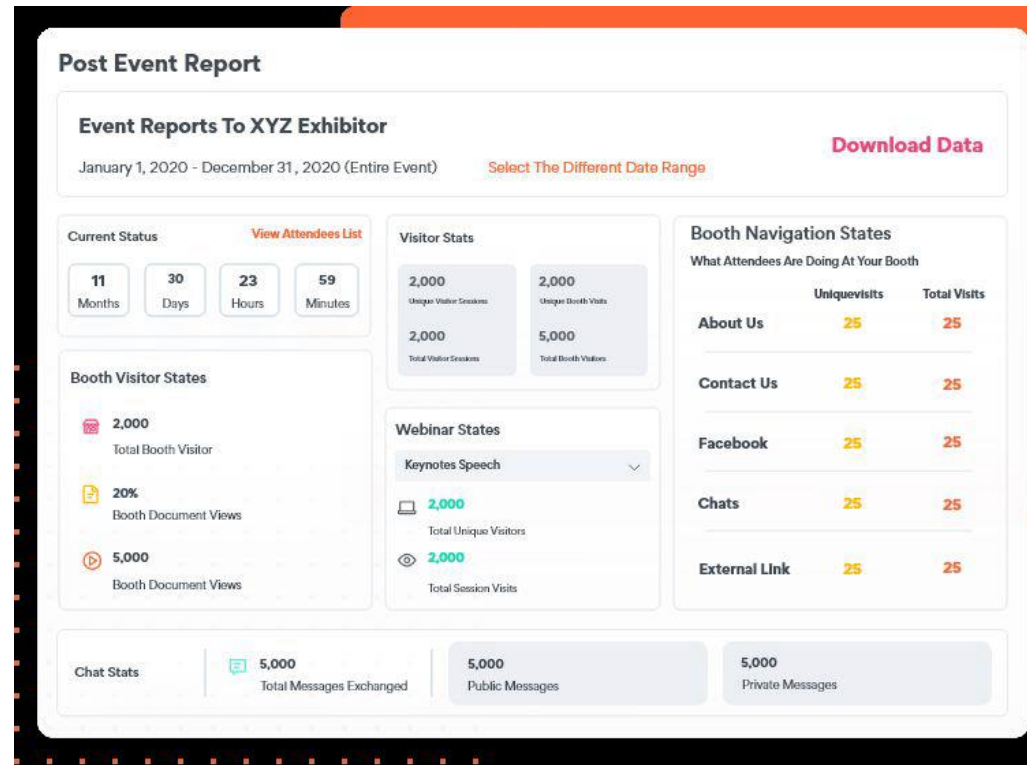 Post Event Report
Event Reports To XYZ Exhibitor
January 1, 2020 - December 31, 2020 (Entire Event)
Select The Different Date Range
Download Data
Current Status
View Attendees List
11
Months
30
Days
23
Hours
59
Minutes
Booth Visitor States
2,000
Total Booth Visitor
20%
Booth Document Views
5,000
Booth Document Views
Visitor Stats
2,000
Unique Visitor Sessions
2,000
Unique Booth Visits
2,000
Total Visitor Sessions
5,000
Total Booth Visitors
Webinar States
Keynotes Speech
2,000
Total Unique Visitors
2,000
Total Session Visits
Booth Navigation States
What Attendees Are Doing At Your Booth
Uniquevisits Total Visits
About Us 25 25
Contact Us 25 25
Facebook 25 25
Chats 25 25
External LInk 25 25
Chat Stats
5,000
Total Messages Exchanged
5,000
Public Messages
5,000
Private Messages